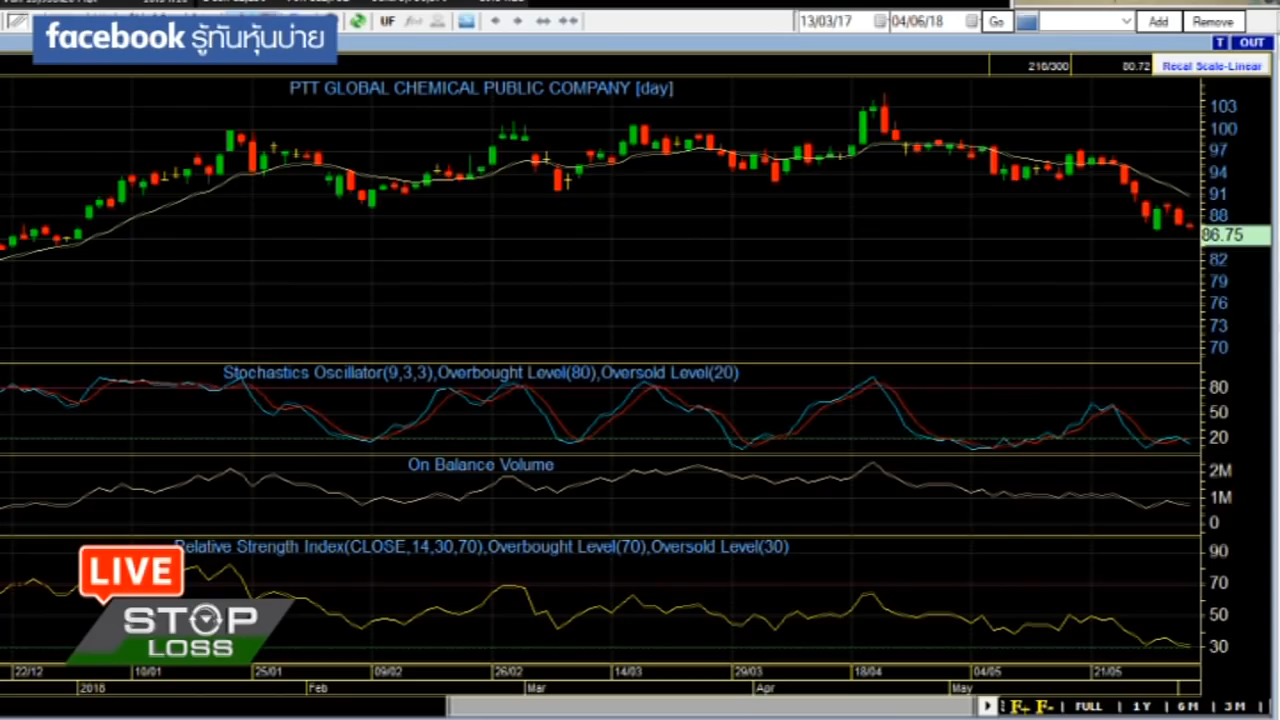 UF
13/03/17
04/06/18
Go
Add
Remove
facebook รู้ทันหุ้นบ่าย
T OUT
216/300
80.72
Recal Scale-Linear
PTT GLOBAL CHEMICAL PUBLIC COMPANY [day]
103
100
97
94
91
88
86.75
82
79
76
73
70
Stochastics Oscillator(9,3,3),Overbought Level(80),Oversold Level(20)
80
50
20
On Balance Volume
2M
1M
0
Relative Strength Index(CLOSE,14,30,70),Overbought Level(70),Oversold Level(30)
90
70
50
30
LIVE
STOP
LOSS
22/12 10/01 25/01 09/02 26/02 14/03 29/03 18/04 04/05 21/05
2018 Feb Mar Apr May
F+ F- | FULL | 1Y | 6M | 3M |